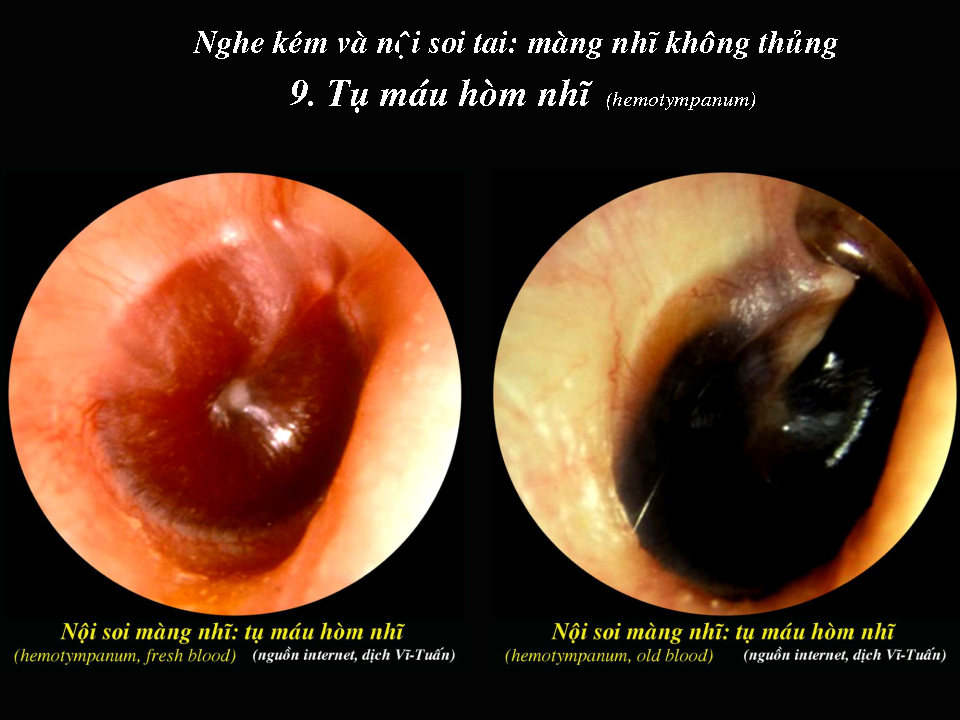 Nghe kém và nội soi tai: màng nhĩ không thủng
9. Tụ máu hòm nhĩ (hemotympanum)
Nội soi màng nhĩ: tụ máu hòm nhĩ
(hemotympanum, fresh blood) (nguồn internet, dịch Vĩ-Tuấn)
Nội soi màng nhĩ: tụ máu hòm nhĩ
(hemotympanum, old blood) (nguồn internet, dịch Vĩ-Tuấn)